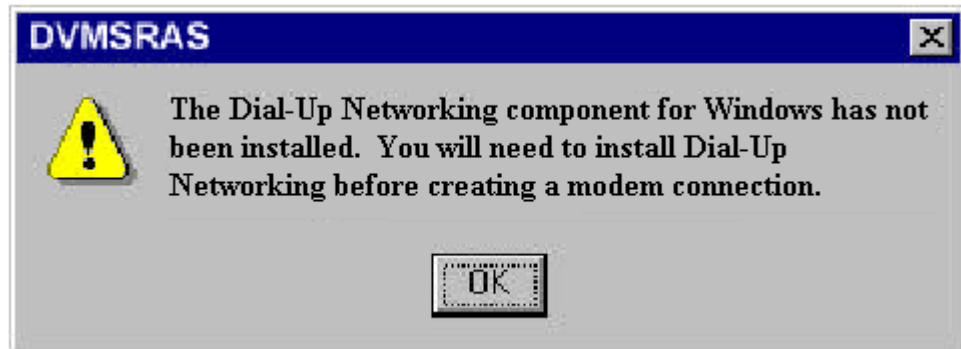 DVMSRAS
The Dial-Up Networking component for Windows has not
been installed.  You will need to install Dial-Up
Networking before creating a modem connection.
OK